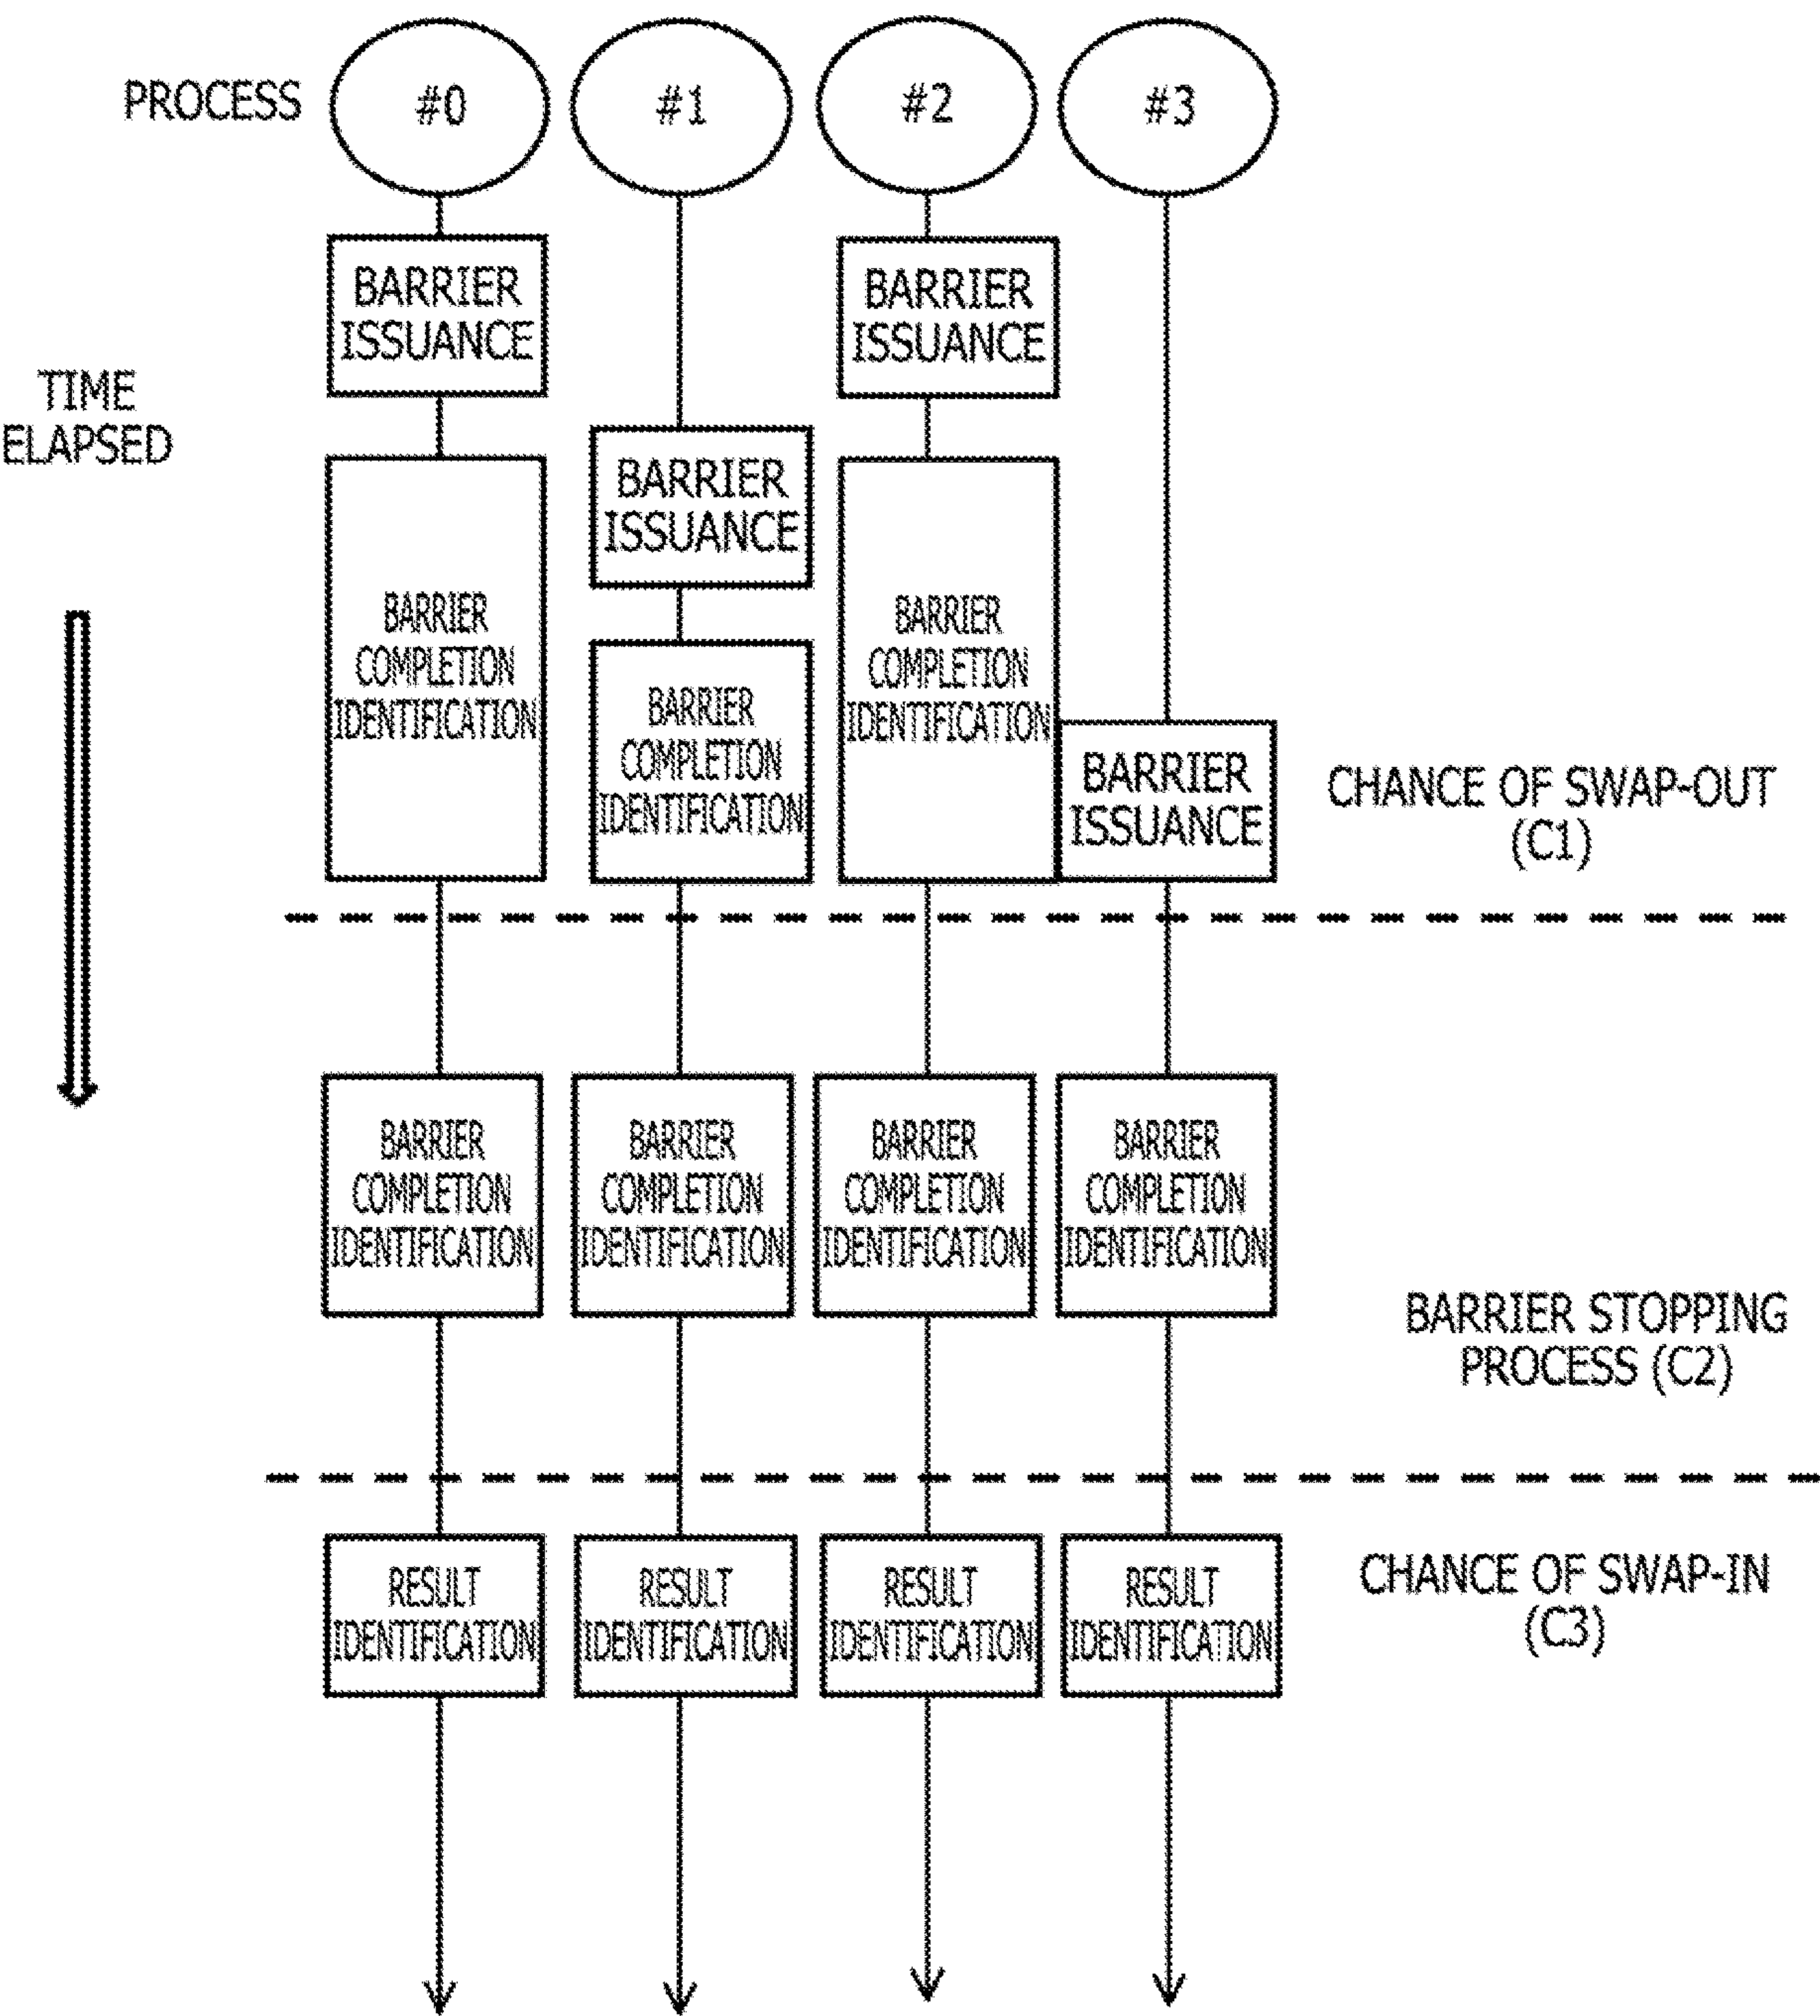 PROCESS
#0
#1
#2
#3
BARRIER
ISSUANCE
BARRIER
ISSUANCE
TIME
ELAPSED
BARRIER
ISSUANCE
BARRIER
COMPLETION
IDENTIFICATION
BARRIER
COMPLETION
IDENTIFICATION
BARRIER
COMPLETION
IDENTIFICATION
BARRIER
ISSUANCE
CHANCE OF SWAP-OUT
(C1)
BARRIER
COMPLETION
IDENTIFICATION
BARRIER
COMPLETION
IDENTIFICATION
BARRIER
COMPLETION
IDENTIFICATION
BARRIER
COMPLETION
IDENTIFICATION
BARRIER STOPPING
PROCESS (C2)
RESULT
IDENTIFICATION
RESULT
IDENTIFICATION
RESULT
IDENTIFICATION
RESULT
IDENTIFICATION
CHANCE OF SWAP-IN
(C3)